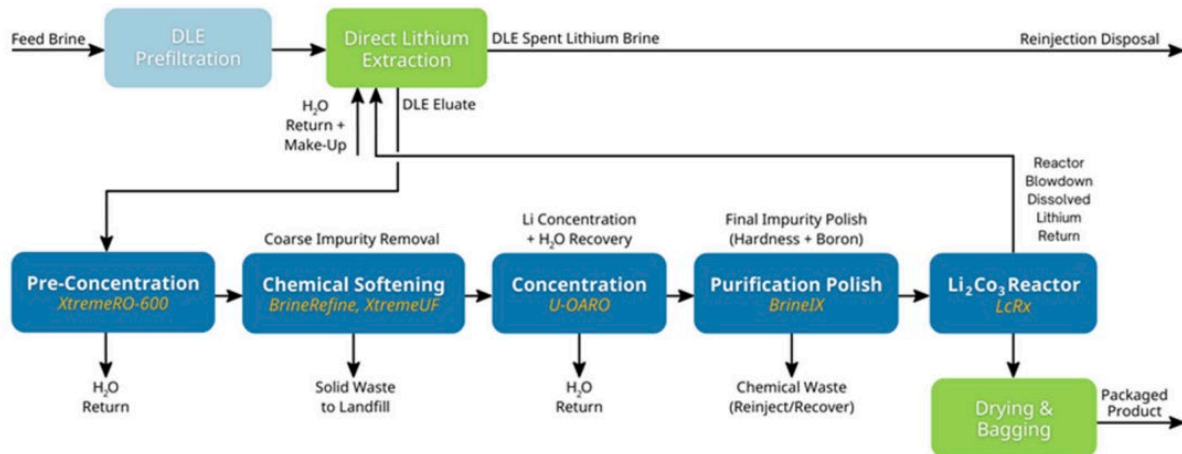 Feed Brine
DLE
Prefiltration
Direct Lithium
Extraction
DLE Spent Lithium Brine
Reinjection Disposal
H₂O
Return +
Make-Up
DLE Eluate
Reactor
Blowdown
Dissolved
Lithium
Return
Coarse Impurity Removal
Li Concentration
+ H₂O Recovery
Final Impurity Polish
(Hardness + Boron)
Pre-Concentration
XtremeRO-600
Chemical Softening
BrineRefine, XtremeUF
Concentration
U-OARO
Purification Polish
BrineIX
Li₂Co₃Reactor
LcRx
H₂O
Return
Solid Waste
to Landfill
H₂O
Return
Chemical Waste
(Reinject/Recover)
Drying &
Bagging
Packaged
Product